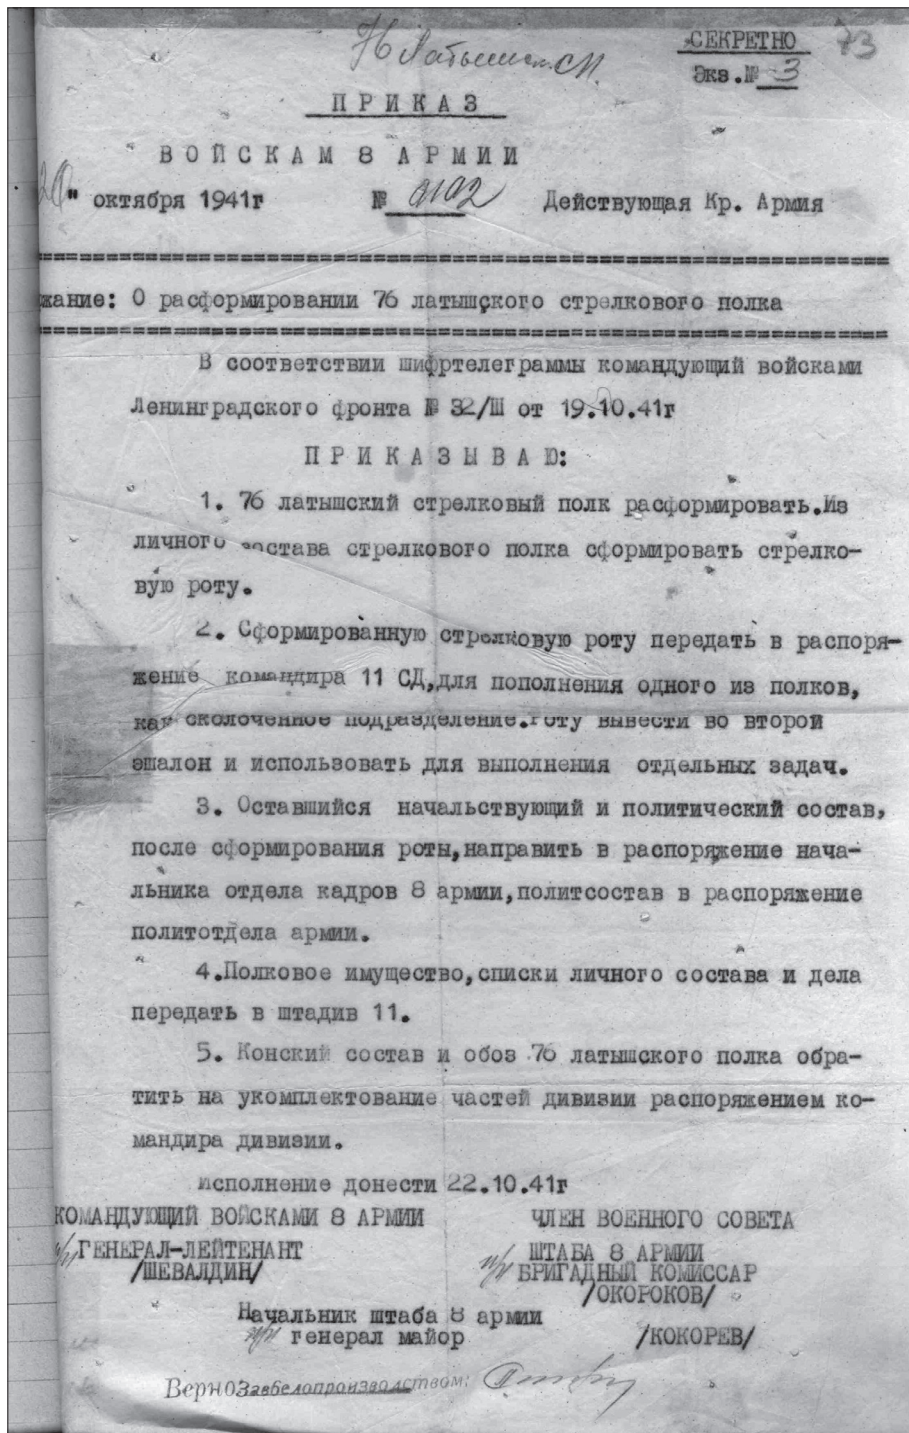 СЕКРЕТНО
73
Экз.№ 3
ПРИКАЗ
ВОЙСКАМ 8 АРМИИ
20" октября 1941г № 0102 Действующая Кр. Армия
жание: О расформировании 76 латышского стрелкового полка
В соответствии шифртелеграммы командующий войсками
Ленинградского фронта № 32/Ш от 19.10.41г
ПРИКАЗЫВАЮ:
1. 76 латышский стрелковый полк расформировать.Из
личного состава стрелкового полка сформировать стрелко-
вую роту.
2. Сформированную стрелковую роту передать в распоря-
жение командира 11 СД,для пополнения одного из полков,
как сколоченное подразделение.Роту вывести во второй
эшалон и использовать для выполнения отдельных задач.
3. Оставшийся начальствующий и политический состав,
после сформирования роты,направить в распоряжение нача-
льника отдела кадров 8 армии,политсостав в распоряжение
политотдела армии.
4.Полковое имущество,списки личного состава и дела
передать в штадив 11.
5. Конский состав и обоз 76 латышского полка обра-
тить на укомплектование частей дивизии распоряжением ко-
мандира дивизии.
Исполнение донести 22.10.41г
КОМАНДУЮЩИЙ ВОЙСКАМИ 8 АРМИИ ЧЛЕН ВОЕННОГО СОВЕТА
п/п ГЕНЕРАЛ-ЛЕЙТЕНАНТ ШТАБА 8 АРМИИ
/ШЕВАЛДИН/ п/п БРИГАДНЫЙ КОМИССАР
/ОКОРОКОВ/
Начальник штаба 8 армии
п/п генерал майор /КОКОРЕВ/
Верно: Завделопроизводством: